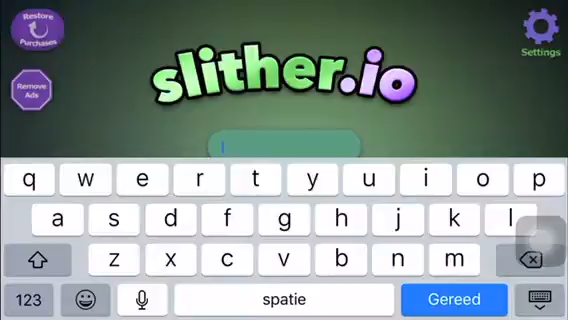 Restore
Purchases
Settings
slither.io
Remove
Ads
q w e r t y u i o p
a s d f g h j k l
z x c v b n m
123 spatie Gereed